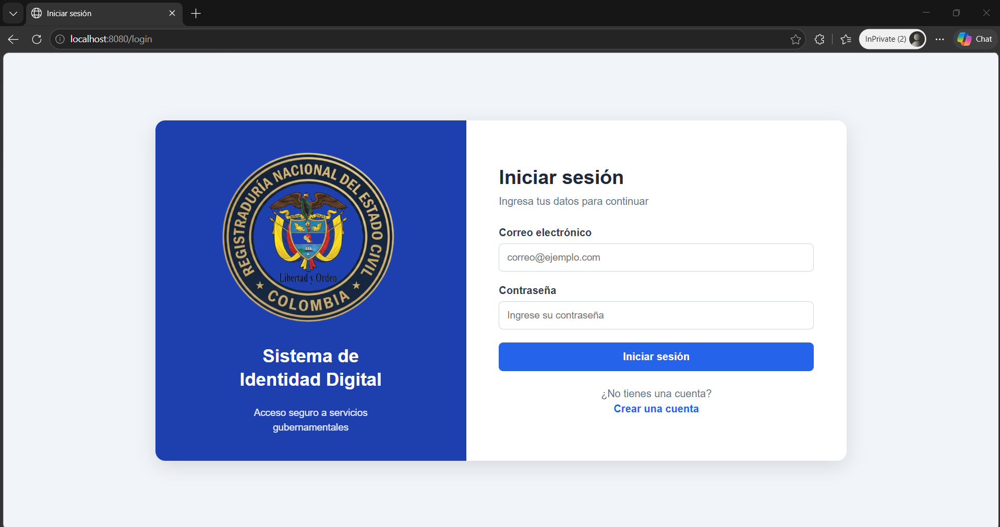 Iniciar sesión
localhost:8080/login
InPrivate (2)
Chat
REGISTRADURÍA NACIONAL DEL ESTADO CIVIL
Libertad y Orden
COLOMBIA
Sistema de
Identidad Digital
Acceso seguro a servicios
gubernamentales
Iniciar sesión
Ingresa tus datos para continuar
Correo electrónico
correo@ejemplo.com
Contraseña
Ingrese su contraseña
Iniciar sesión
¿No tienes una cuenta?
Crear una cuenta